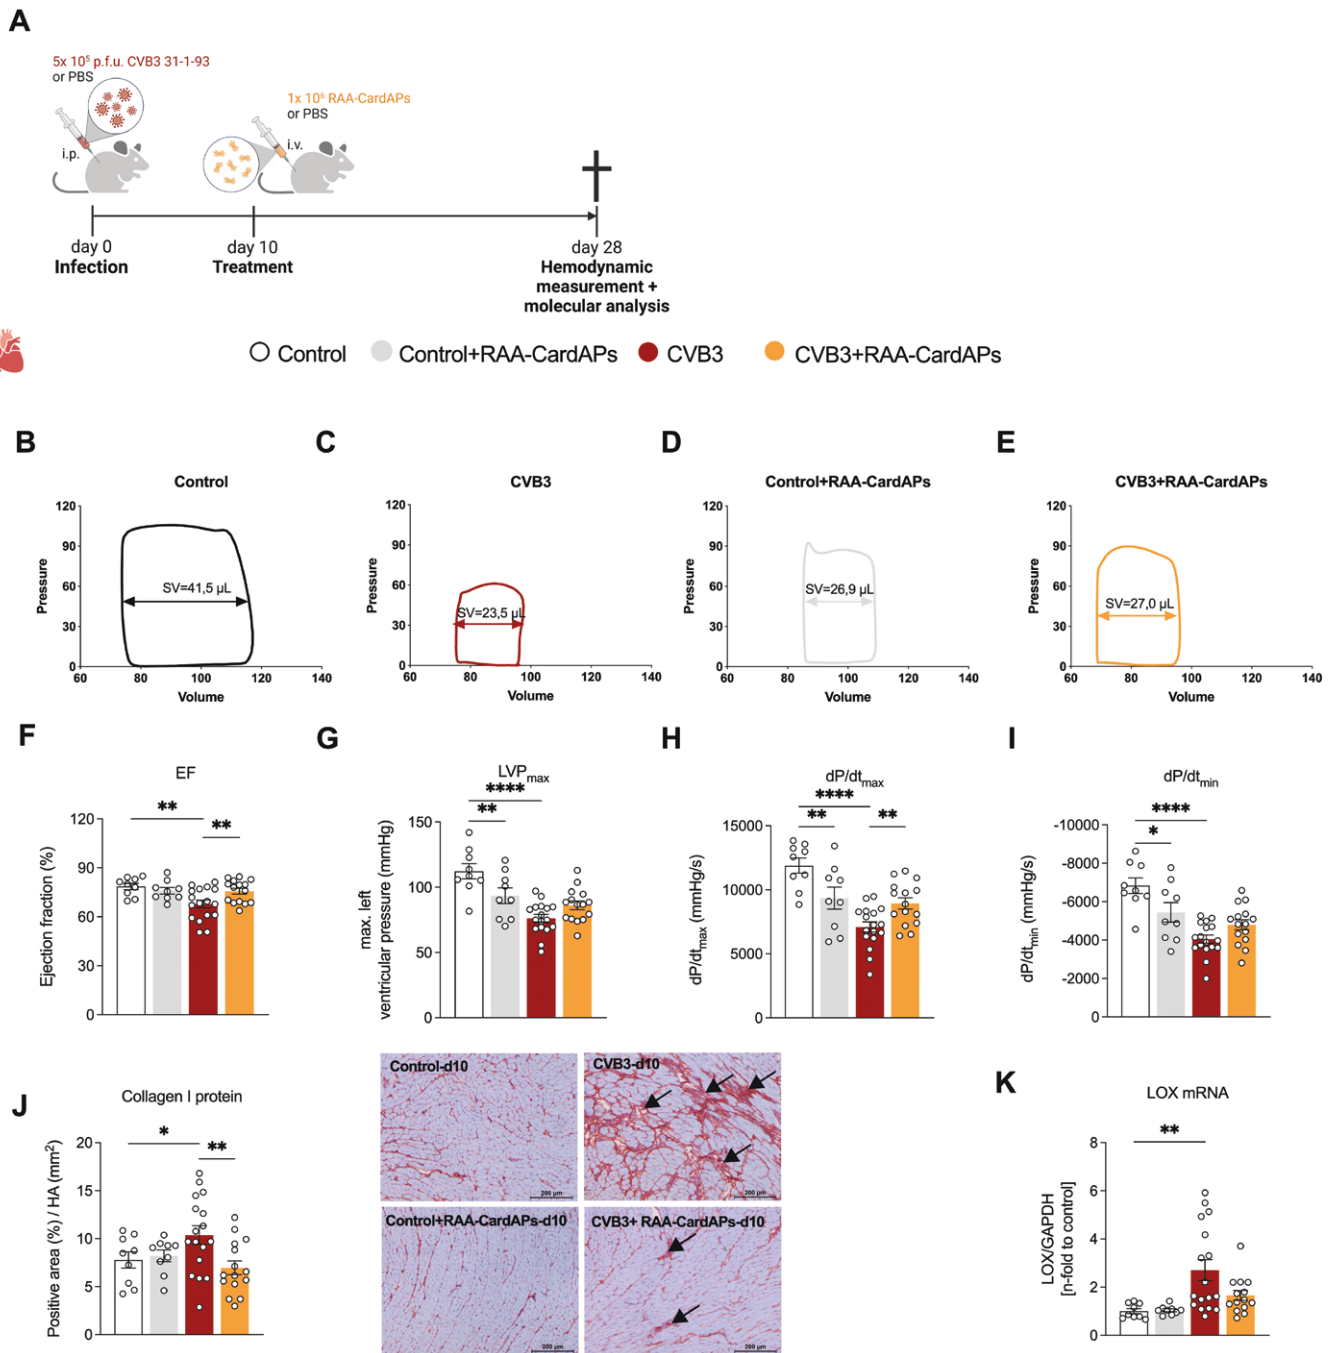 A
5x 10⁵ p.f.u. CVB3 31-1-93
or PBS
1x 10⁶ RAA-CardAPs
or PBS
i.p.
i.v.
day 0
Infection
day 10
Treatment
day 28
Hemodynamic
measurement +
molecular analysis
Control
Control+RAA-CardAPs
CVB3
CVB3+RAA-CardAPs
B
Control
Pressure
120
90
60
30
0
SV=41,5 µL
60 80 100 120 140
Volume
C
CVB3
Pressure
120
90
60
30
0
SV=23,5 µL
60 80 100 120 140
Volume
D
Control+RAA-CardAPs
Pressure
120
90
60
30
0
SV=26,9 µL
60 80 100 120 140
Volume
E
CVB3+RAA-CardAPs
Pressure
120
90
60
30
0
SV=27,0 µL
60 80 100 120 140
Volume
F
EF
Ejection fraction (%)
120
90
60
30
0
**
**
G
LVPmax
max. left
ventricular pressure (mmHg)
150
100
50
0
****
**
H
dP/dtmax
dP/dtmax (mmHg/s)
15000
10000
5000
0
****
**
**
I
dP/dtmin
dP/dtmin (mmHg/s)
-10000
-8000
-6000
-4000
-2000
0
****
*
J
Collagen I protein
Positive area (%) / HA (mm²)
20
15
10
5
0
*
**
Control-d10
200 µm
CVB3-d10
200 µm
Control+RAA-CardAPs-d10
200 µm
CVB3+ RAA-CardAPs-d10
200 µm
K
LOX mRNA
LOX/GAPDH
[n-fold to control]
8
6
4
2
0
**